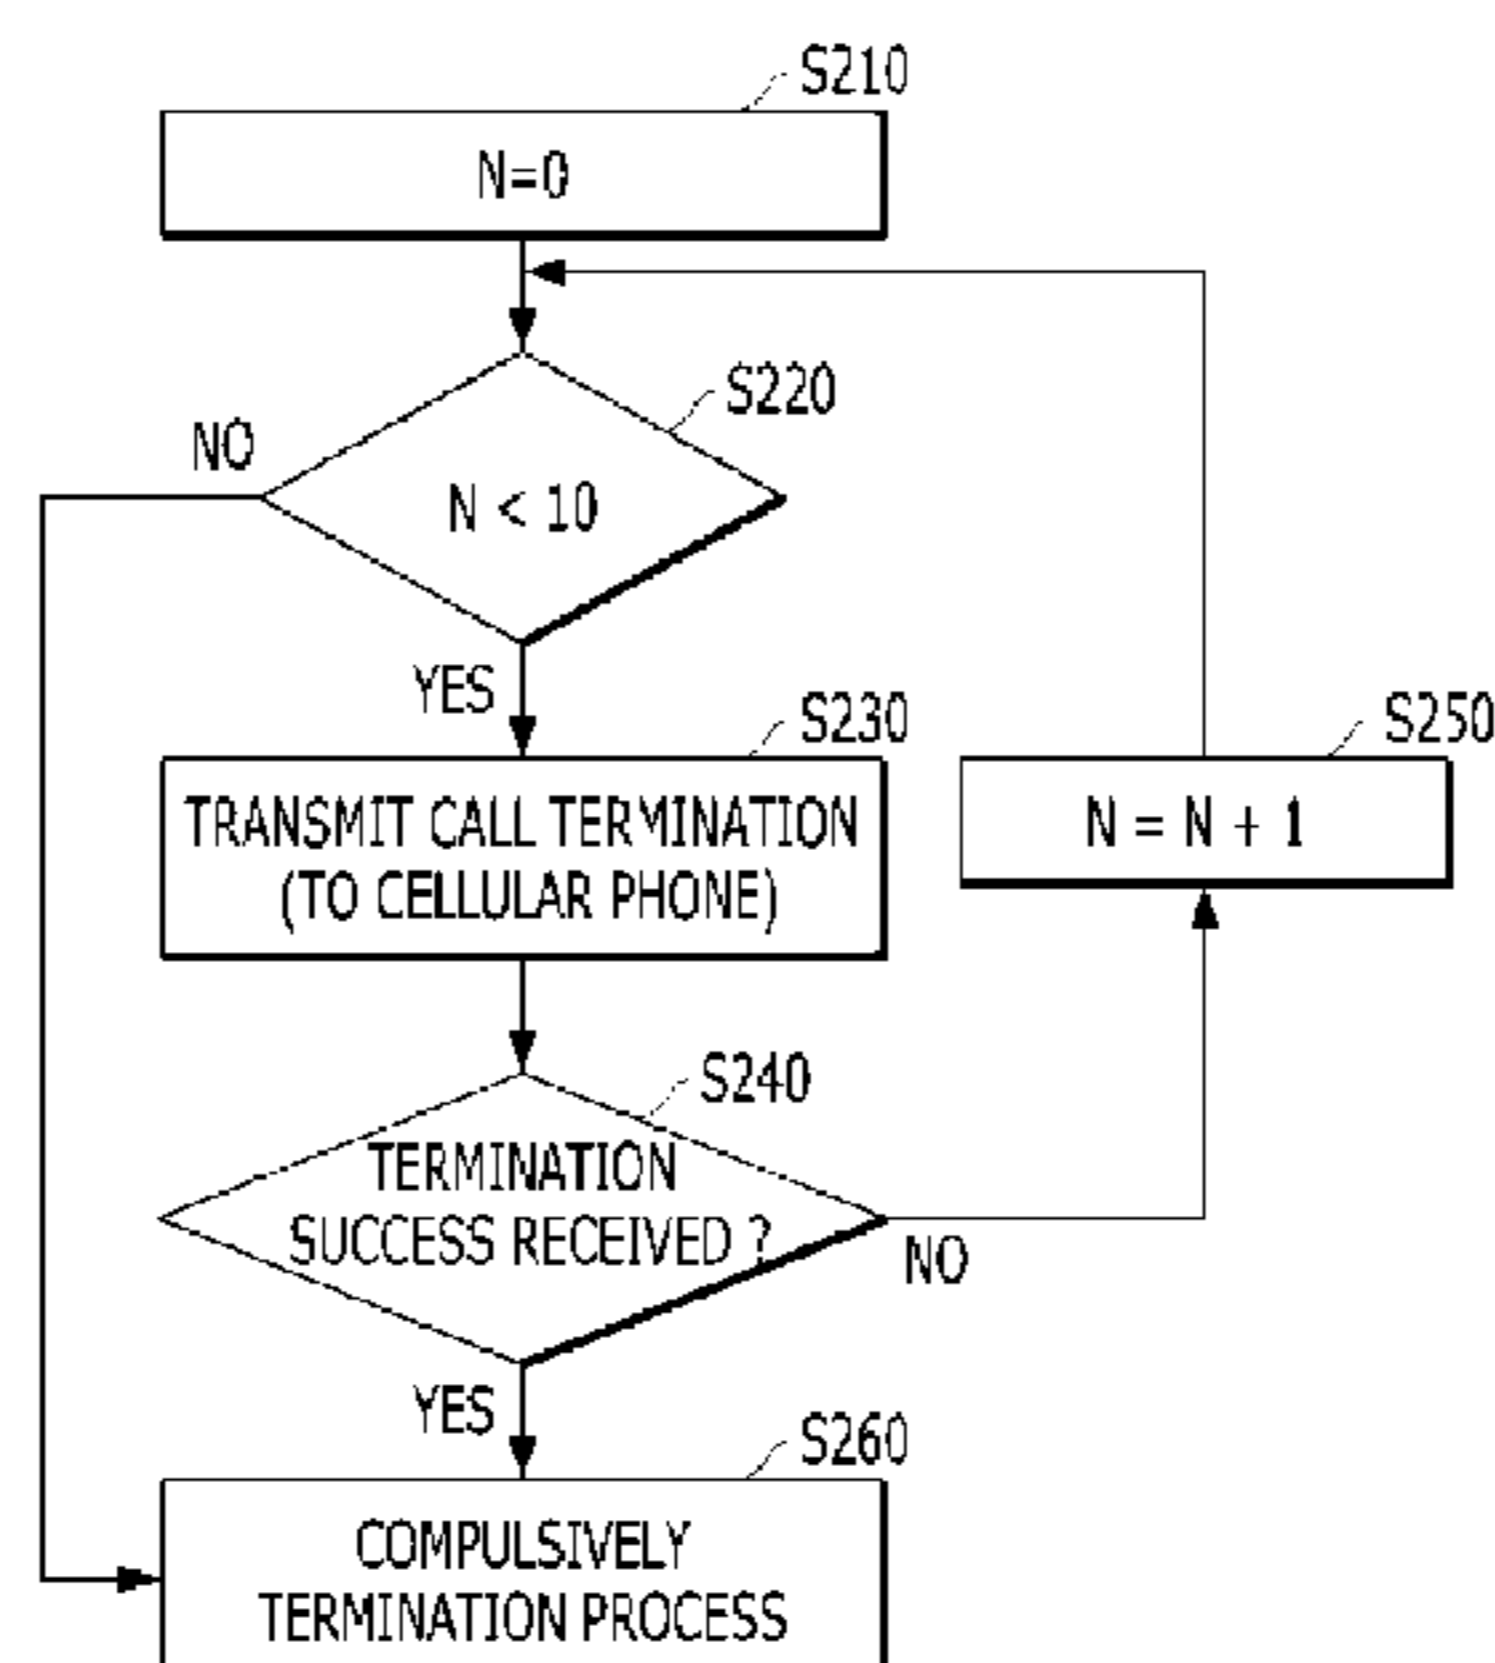 S210
N=0
S220
NO
N < 10
YES
S230
S250
TRANSMIT CALL TERMINATION
(TO CELLULAR PHONE)
N = N + 1
S240
TERMINATION
SUCCESS RECEIVED ?
NO
YES
S260
COMPULSIVELY
TERMINATION PROCESS